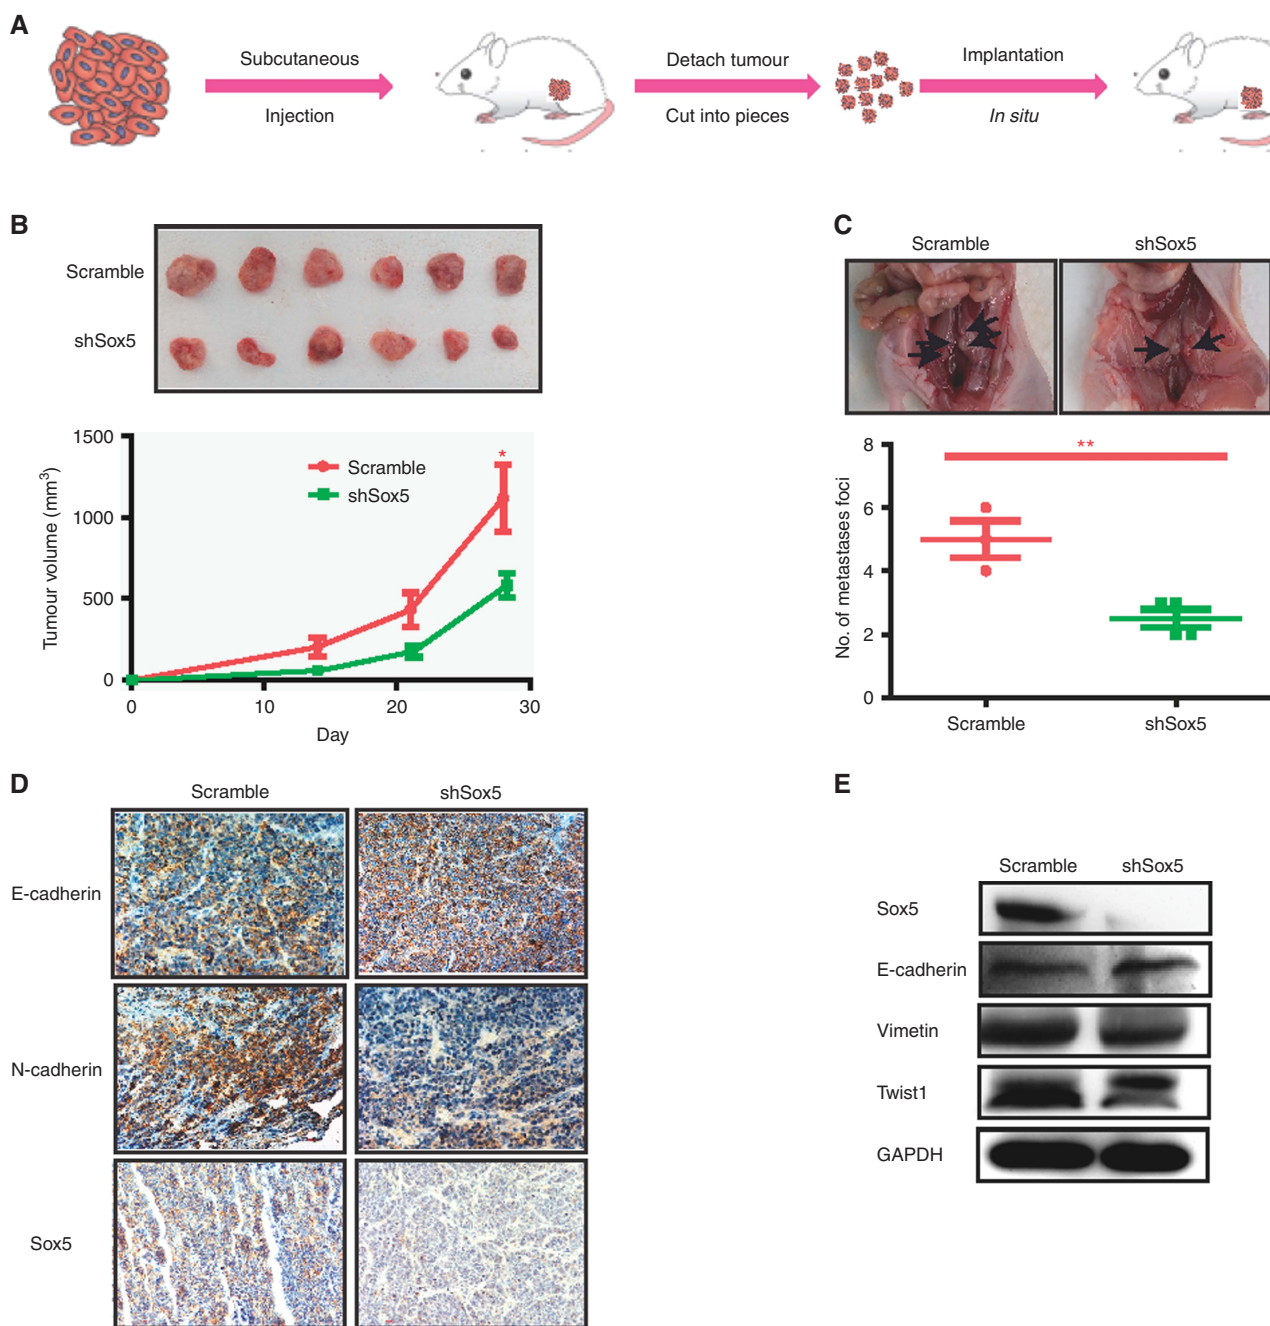 A
Subcutaneous
Injection
Detach tumour
Cut into pieces
Implantation
In situ
B
Scramble
shSox5
1500
1000
500
0
Tumour volume (mm³)
Scramble
shSox5
*
0
10
20
30
Day
C
Scramble
shSox5
8
6
4
2
0
No. of metastases foci
**
Scramble
shSox5
D
Scramble
shSox5
E-cadherin
N-cadherin
Sox5
E
Scramble
shSox5
Sox5
E-cadherin
Vimetin
Twist1
GAPDH